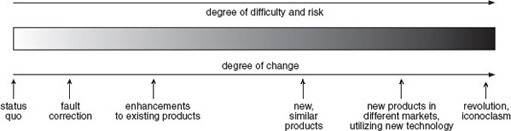 degree of difficulty and risk
degree of change
status
quo
fault
correction
enhancements
to existing products
new,
similar
products
new products in
different markets,
utilizing new technology
revolution,
iconoclasm